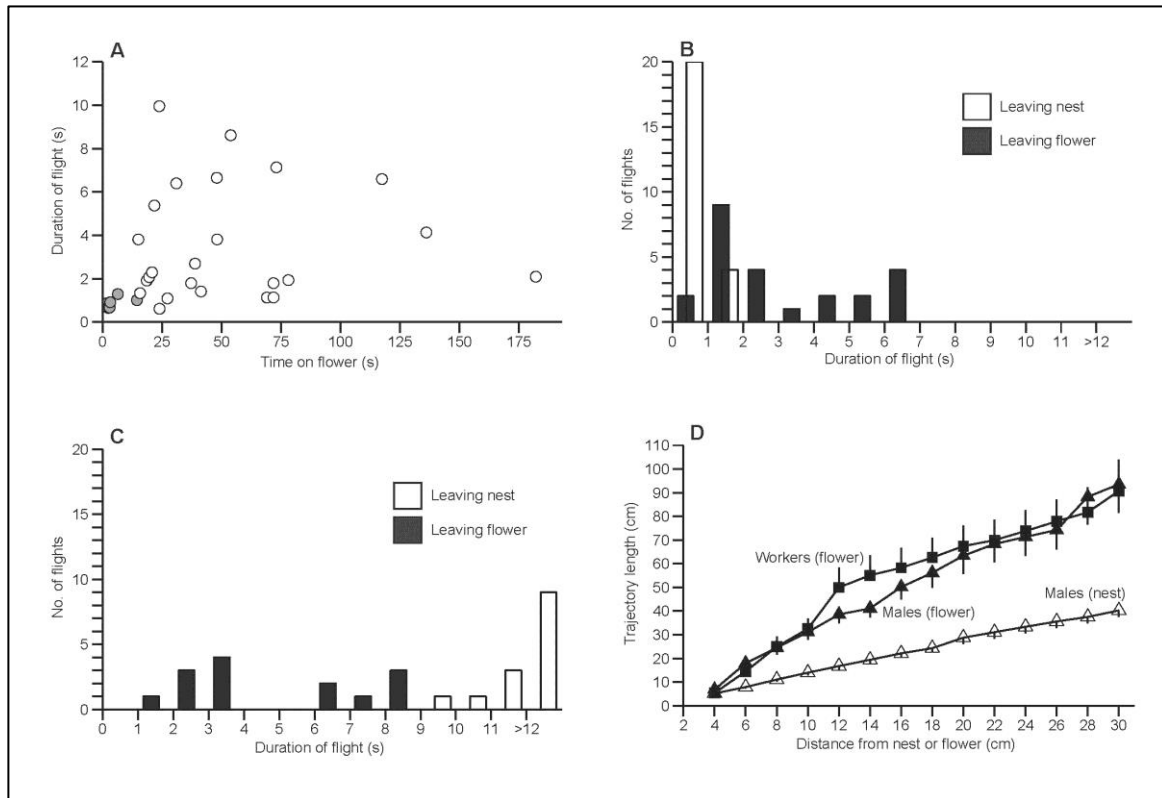 A
12
10
8
6
4
2
0
Duration of flight (s)
0 25 50 75 100 125 150 175
Time on flower (s)
B
20
15
10
5
0
No. of flights
Leaving nest
Leaving flower
0 1 2 3 4 5 6 7 8 9 10 11 >12
Duration of flight (s)
C
20
15
10
5
0
No. of flights
Leaving nest
Leaving flower
0 1 2 3 4 5 6 7 8 9 10 11 >12
Duration of flight (s)
D
110
100
90
80
70
60
50
40
30
20
10
0
Trajectory length (cm)
Workers (flower)
Males (flower)
Males (nest)
2 4 6 8 10 12 14 16 18 20 22 24 26 28 30
Distance from nest or flower (cm)